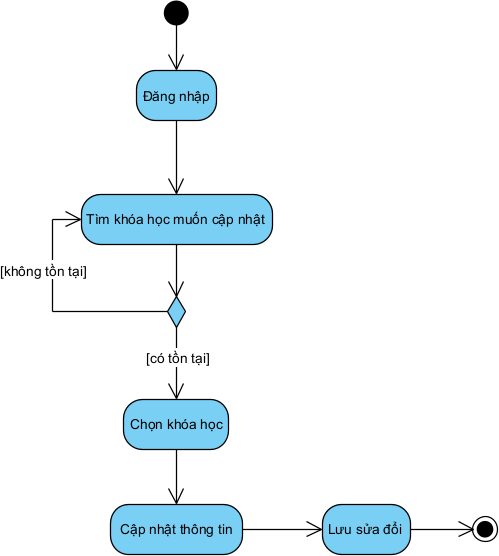 Đăng nhập
Tìm khóa học muốn cập nhật
[không tồn tại]
[có tồn tại]
Chọn khóa học
Cập nhật thông tin
Lưu sửa đổi